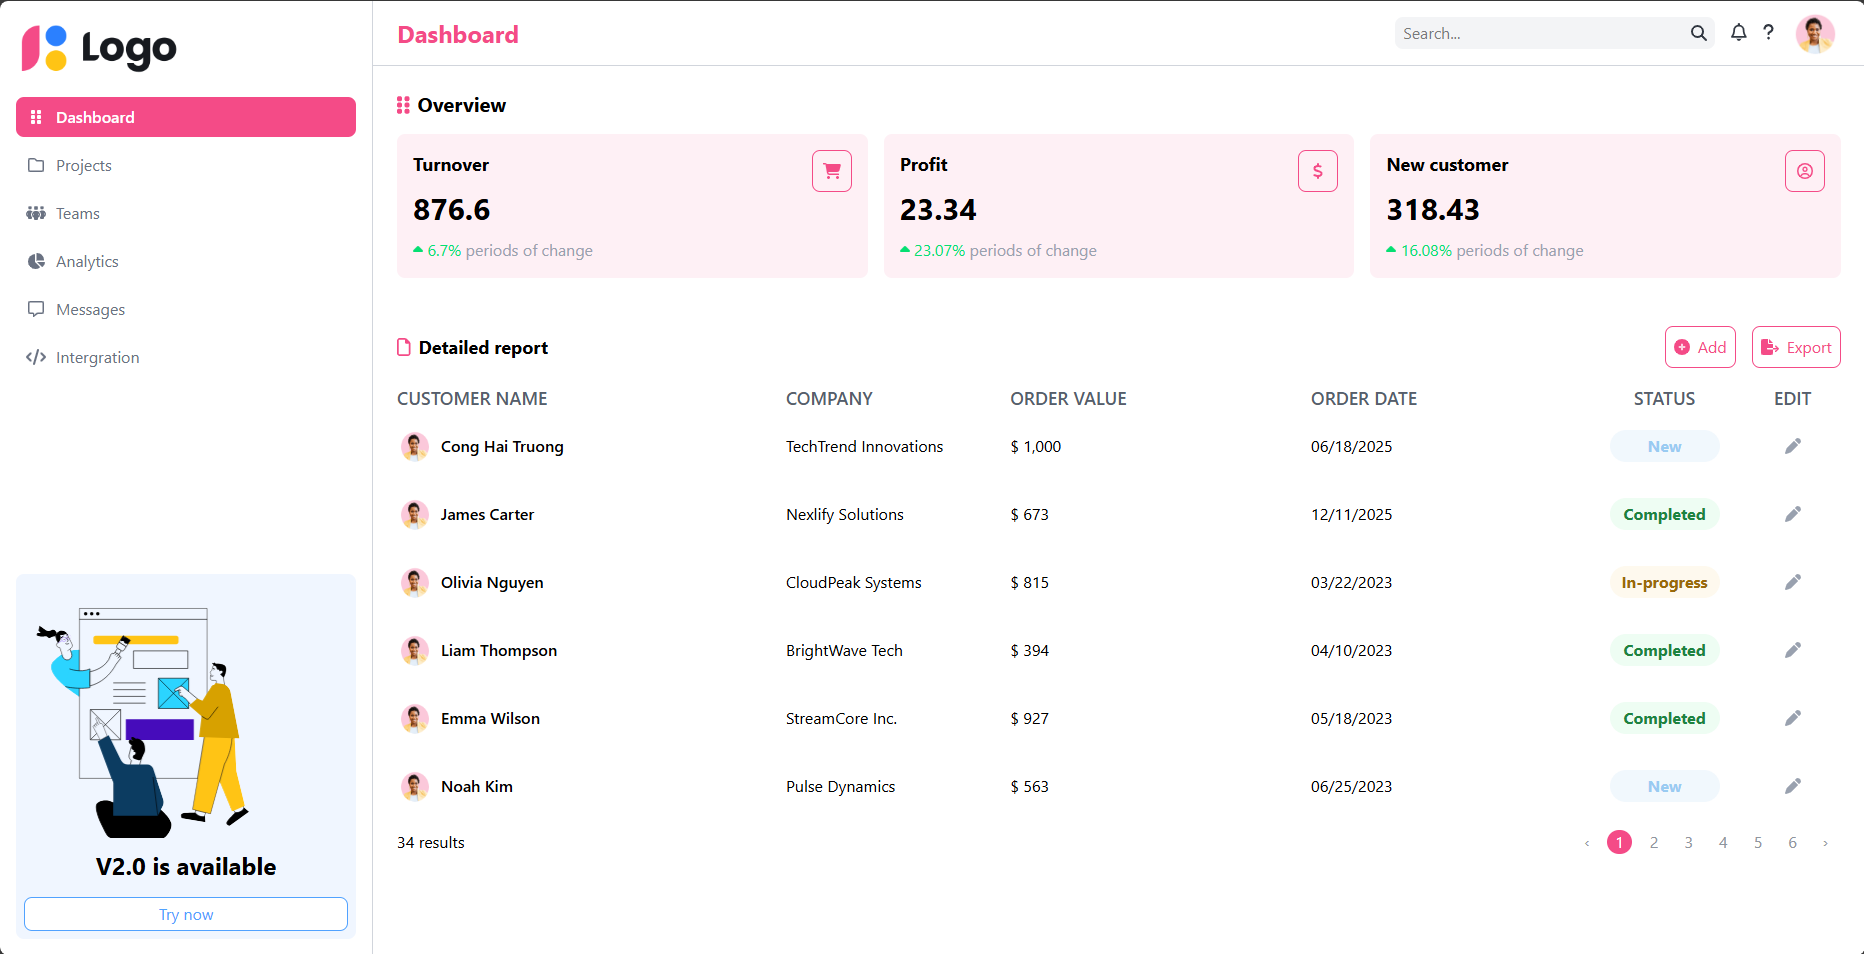 Logo
Dashboard
Projects
Teams
Analytics
Messages
Intergration
V2.0 is available
Try now
Dashboard
Search...
Overview
Turnover
876.6
6.7% periods of change
Profit
23.34
23.07% periods of change
New customer
318.43
16.08% periods of change
Detailed report
Add
Export
CUSTOMER NAME COMPANY ORDER VALUE ORDER DATE STATUS EDIT
Cong Hai Truong TechTrend Innovations $ 1,000 06/18/2025 New
James Carter Nexlify Solutions $ 673 12/11/2025 Completed
Olivia Nguyen CloudPeak Systems $ 815 03/22/2023 In-progress
Liam Thompson BrightWave Tech $ 394 04/10/2023 Completed
Emma Wilson StreamCore Inc. $ 927 05/18/2023 Completed
Noah Kim Pulse Dynamics $ 563 06/25/2023 New
34 results ‹ 1 2 3 4 5 6 ›